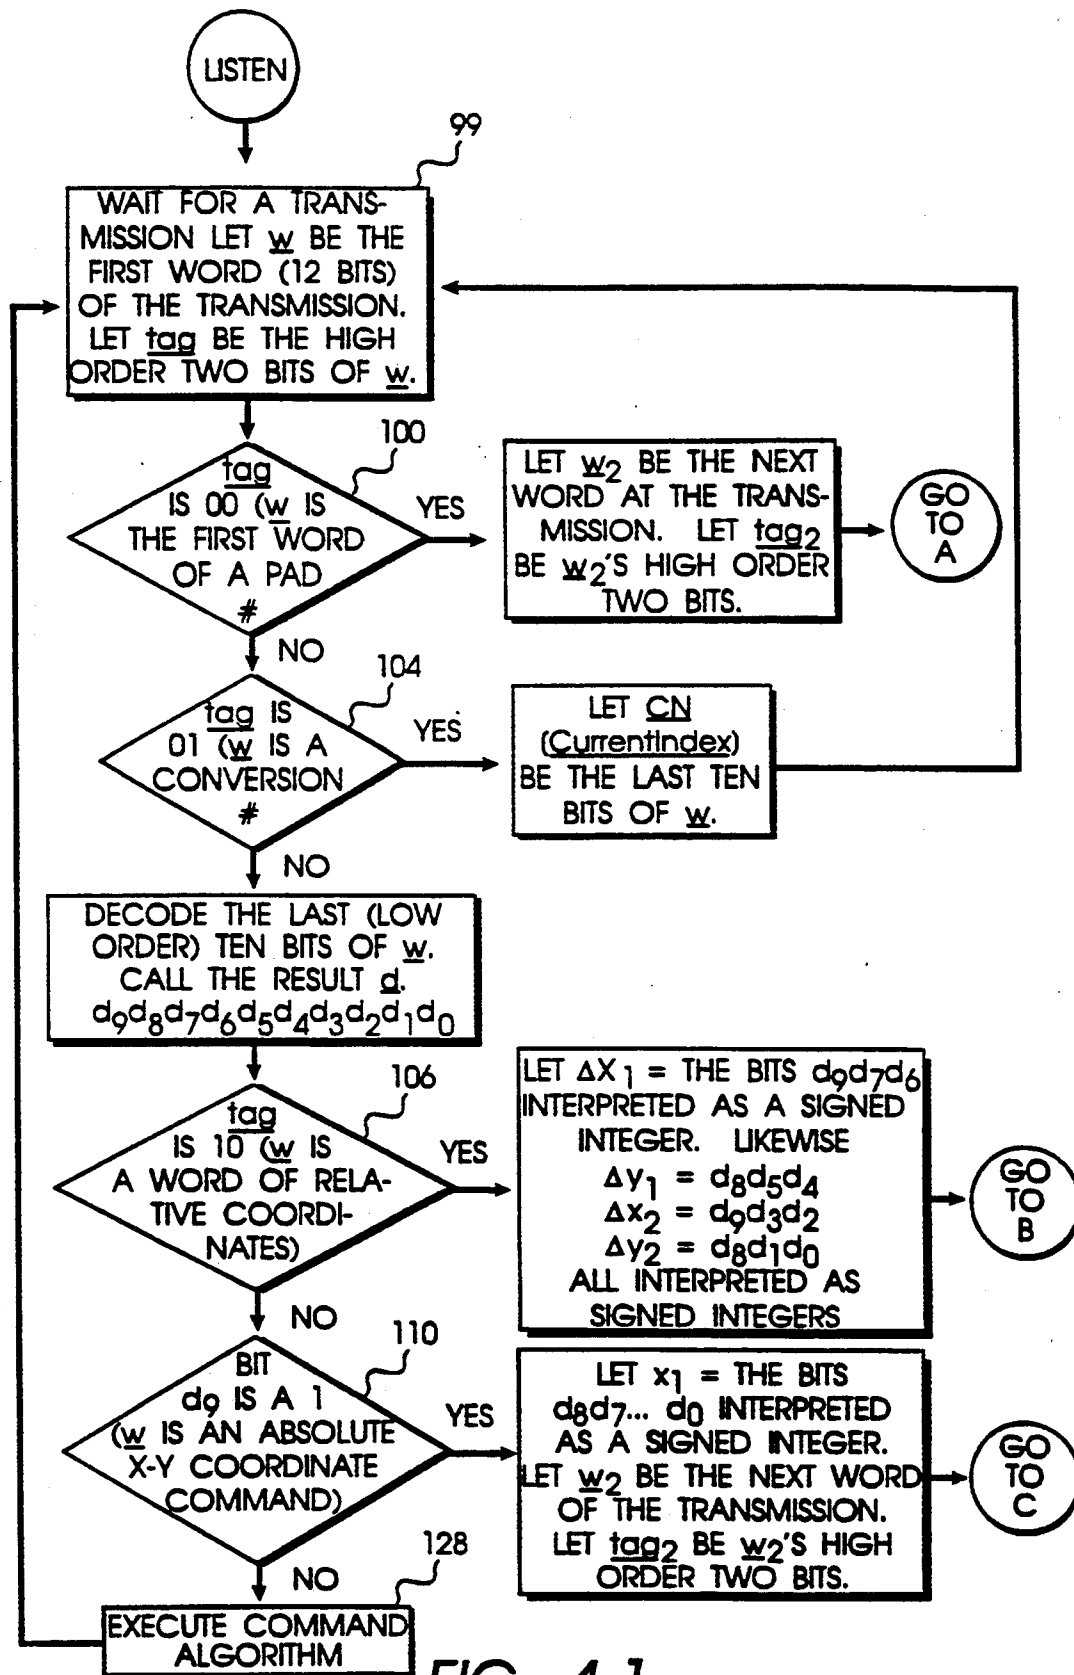 LISTEN
99
WAIT FOR A TRANS-
MISSION LET w BE THE
FIRST WORD (12 BITS)
OF THE TRANSMISSION.
LET tag BE THE HIGH
ORDER TWO BITS OF w.
100
tag
IS 00 (w IS
THE FIRST WORD
OF A PAD
#
YES
LET w2 BE THE NEXT
WORD AT THE TRANS-
MISSION. LET tag2
BE w2'S HIGH ORDER
TWO BITS.
GO
TO
A
NO
104
tag IS
01 (w IS A
CONVERSION
#
YES
LET CN
(CurrentIndex)
BE THE LAST TEN
BITS OF w.
NO
DECODE THE LAST (LOW
ORDER) TEN BITS OF w.
CALL THE RESULT d.
d9d8d7d6d5d4d3d2d1d0
106
tag
IS 10 (w IS
A WORD OF RELA-
TIVE COORDI-
NATES)
YES
LET ΔX1 = THE BITS d9d7d6
INTERPRETED AS A SIGNED
INTEGER. LIKEWISE
Δy1 = d8d5d4
Δx2 = d9d3d2
Δy2 = d8d1d0
ALL INTERPRETED AS
SIGNED INTEGERS
GO
TO
B
NO
110
BIT
d9 IS A 1
(w IS AN ABSOLUTE
X-Y COORDINATE
COMMAND)
YES
LET x1 = THE BITS
d8d7... d0 INTERPRETED
AS A SIGNED INTEGER.
LET w2 BE THE NEXT WORD
OF THE TRANSMISSION.
LET tag2 BE w2'S HIGH
ORDER TWO BITS.
GO
TO
C
NO
128
EXECUTE COMMAND
ALGORITHM